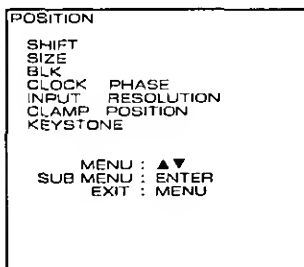 POSITION
SHIFT
SIZE
BLK
CLOCK PHASE
INPUT RESOLUTION
CLAMP POSITION
KEYSTONE
MENU : ▲▼
SUB MENU : ENTER
EXIT : MENU